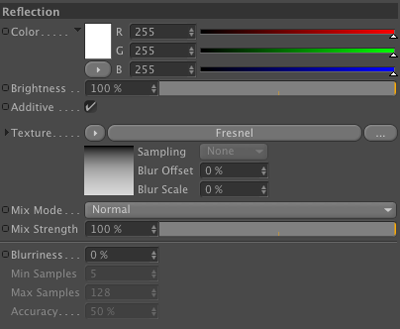 Reflection
Color..... R 255
G 255
B 255
Brightness.. 100 %
Additive.. ✓
Texture..... Fresnel ...
Sampling None
Blur Offset 0 %
Blur Scale 0 %
Mix Mode... Normal
Mix Strength 100 %
Blurriness.. 0 %
Min Samples 5
Max Samples 128
Accuracy.... 50 %